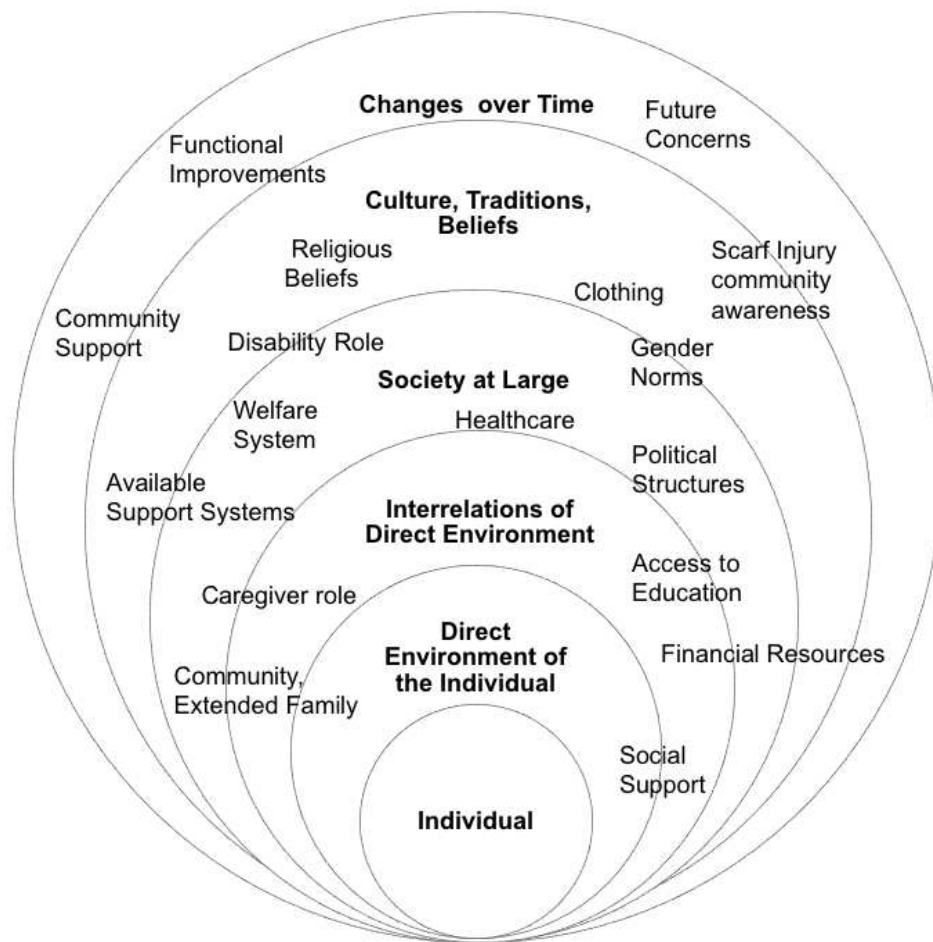 Changes over Time
Future
Concerns
Functional
Improvements
Culture, Traditions,
Beliefs
Religious
Beliefs
Scarf Injury
community
awareness
Clothing
Community
Support
Disability Role
Gender
Norms
Society at Large
Welfare
System
Healthcare
Political
Structures
Available
Support Systems
Interrelations of
Direct Environment
Access to
Education
Caregiver role
Direct
Environment of
the Individual
Financial Resources
Community,
Extended Family
Social
Support
Individual